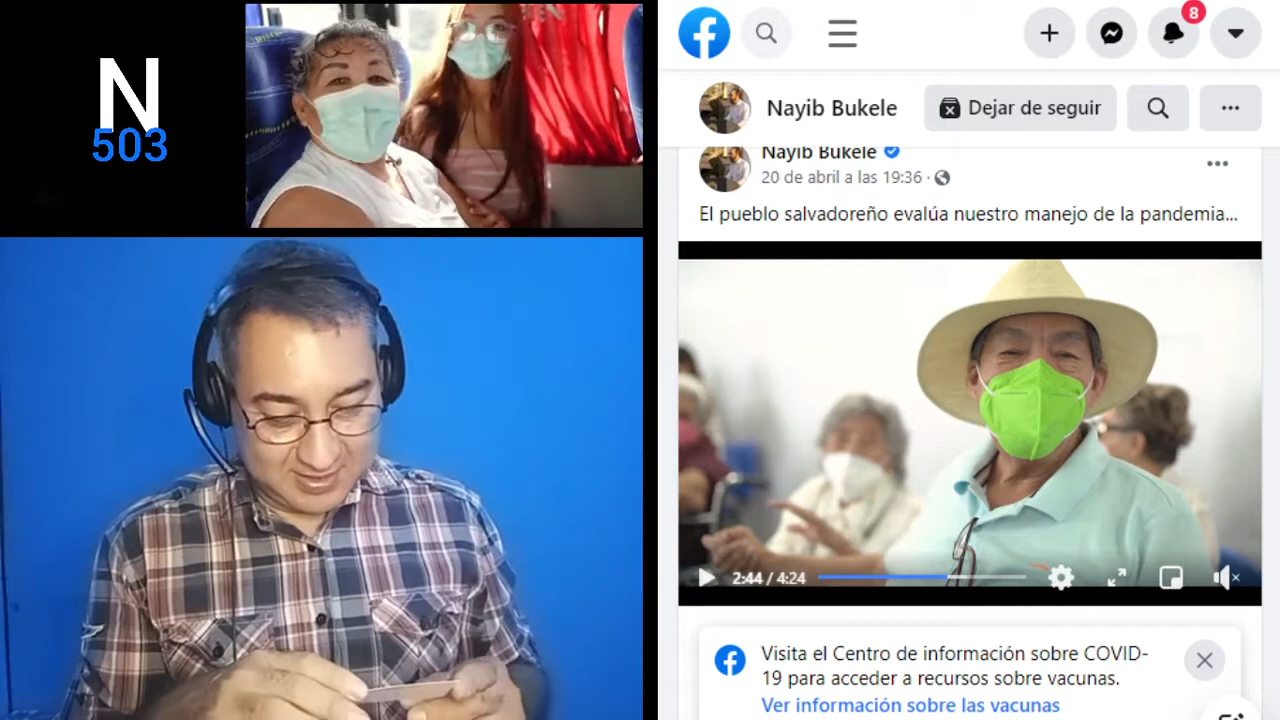 N
503
8
Nayib Bukele
Dejar de seguir
Nayib Bukele
20 de abril a las 19:36 ·
El pueblo salvadoreño evalúa nuestro manejo de la pandemia...
2:44 / 4:24
Visita el Centro de información sobre COVID-
19 para acceder a recursos sobre vacunas.
Ver información sobre las vacunas